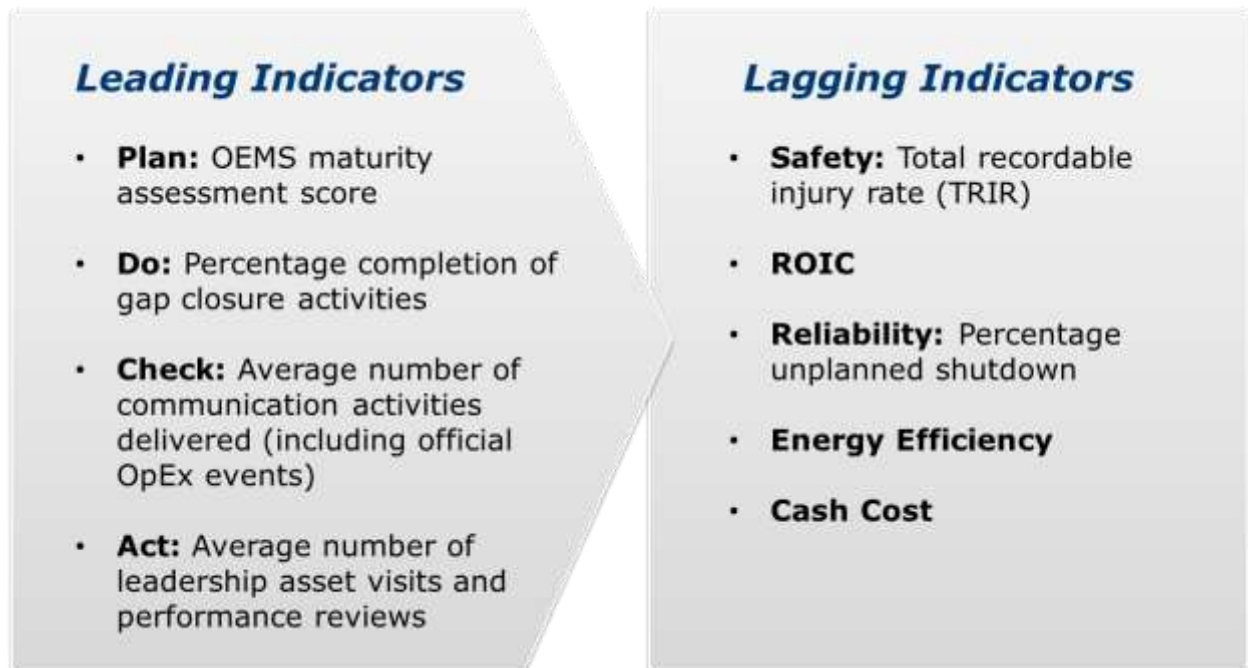 Leading Indicators
• Plan: OEMS maturity
assessment score
• Do: Percentage completion of
gap closure activities
• Check: Average number of
communication activities
delivered (including official
OpEx events)
• Act: Average number of
leadership asset visits and
performance reviews
Lagging Indicators
• Safety: Total recordable
injury rate (TRIR)
• ROIC
• Reliability: Percentage
unplanned shutdown
• Energy Efficiency
• Cash Cost